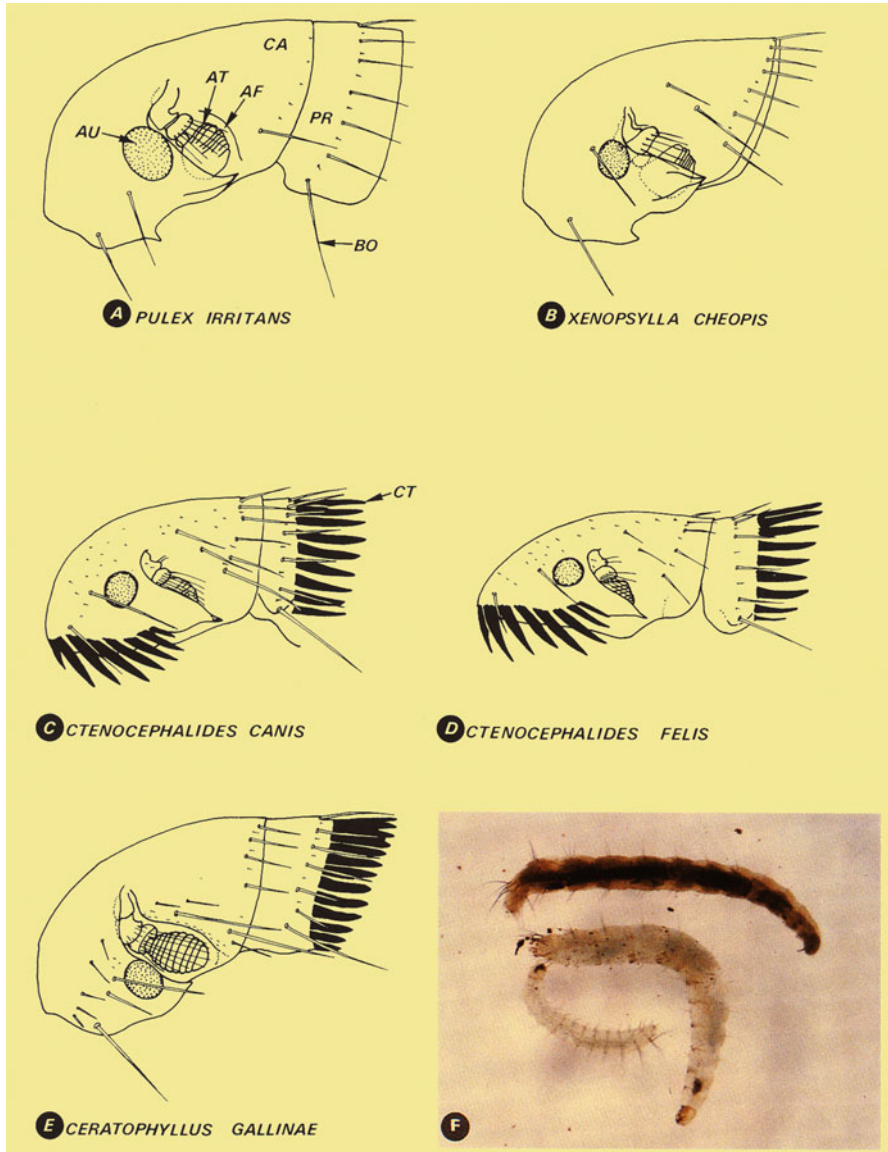 CA
AT
AF
AU
PR
BO
A PULEX IRRITANS
B XENOPSYLLA CHEOPIS
CT
C CTENOCEPHALIDES CANIS
D CTENOCEPHALIDES FELIS
E CERATOPHYLLUS GALLINAE
F